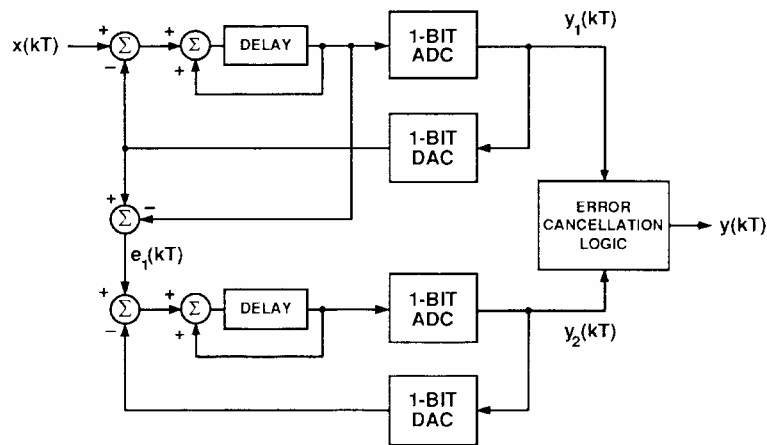 x(kT)
+
−
Σ
+
+
Σ
DELAY
1-BIT
ADC
y₁(kT)
1-BIT
DAC
+
−
Σ
e₁(kT)
ERROR
CANCELLATION
LOGIC
y(kT)
+
−
Σ
+
+
Σ
DELAY
1-BIT
ADC
y₂(kT)
1-BIT
DAC